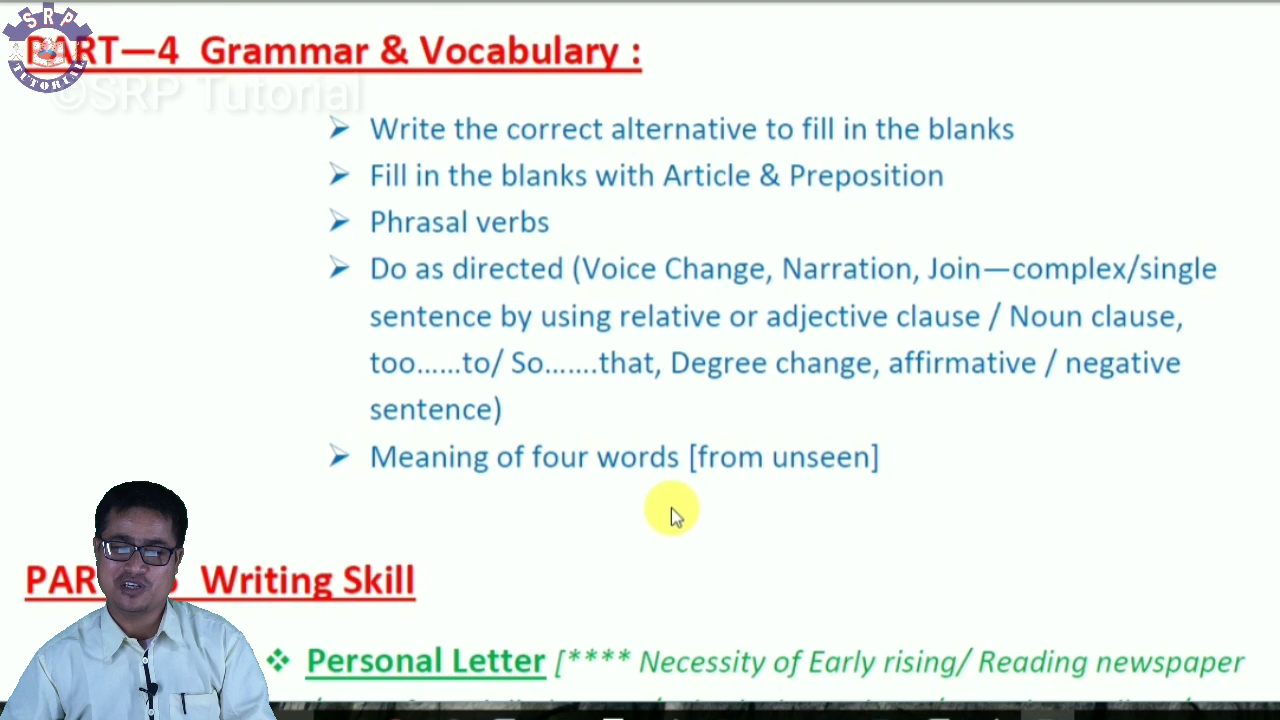 SRP
TUTORIAL
PART—4 Grammar & Vocabulary :
©SRP Tutorial
➢ Write the correct alternative to fill in the blanks
➢ Fill in the blanks with Article & Preposition
➢ Phrasal verbs
➢ Do as directed (Voice Change, Narration, Join—complex/single
sentence by using relative or adjective clause / Noun clause,
too……to/ So…….that, Degree change, affirmative / negative
sentence)
➢ Meaning of four words [from unseen]
Writing Skill
❖ Personal Letter [**** Necessity of Early rising/ Reading newspaper